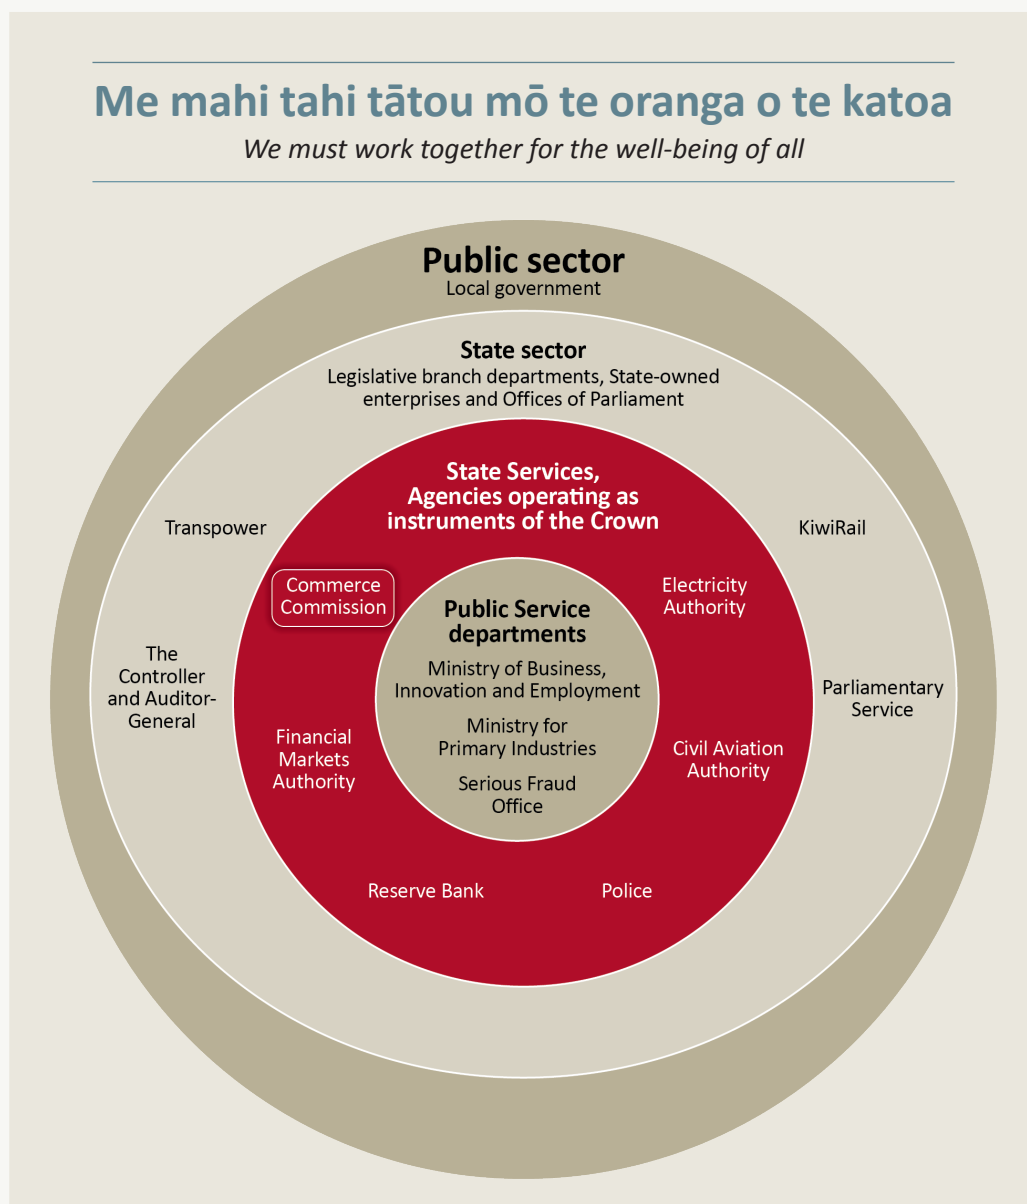 Me mahi tahi tātou mō te oranga o te katoa
We must work together for the well-being of all
Public sector
Local government
State sector
Legislative branch departments, State-owned
enterprises and Offices of Parliament
State Services,
Agencies operating as
instruments of the Crown
Transpower
KiwiRail
Commerce
Commission
Electricity
Authority
Public Service
departments
Ministry of Business,
Innovation and Employment
Ministry for
Primary Industries
Serious Fraud
Office
The
Controller
and Auditor-
General
Parliamentary
Service
Financial
Markets
Authority
Civil Aviation
Authority
Reserve Bank
Police